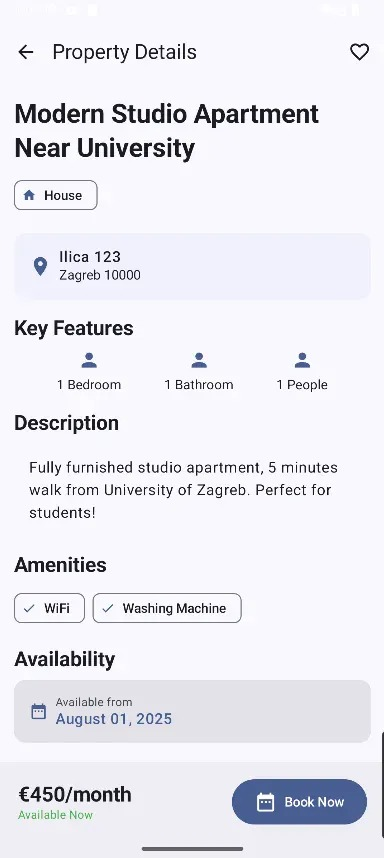 Property Details
Modern Studio Apartment
Near University
House
Ilica 123
Zagreb 10000
Key Features
1 Bedroom
1 Bathroom
1 People
Description
Fully furnished studio apartment, 5 minutes
walk from University of Zagreb. Perfect for
students!
Amenities
WiFi
Washing Machine
Availability
Available from
August 01, 2025
€450/month
Available Now
Book Now